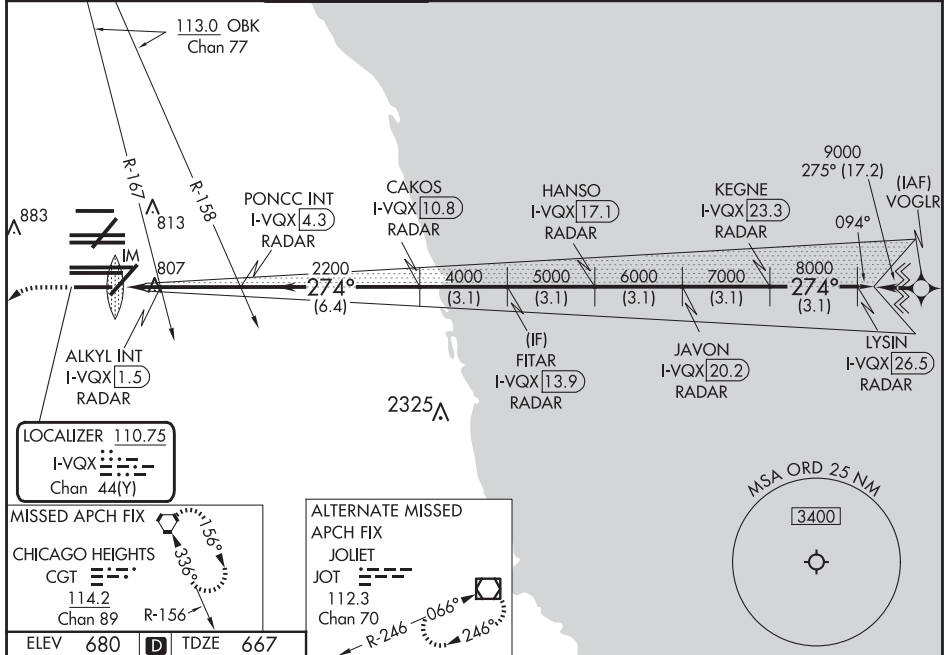 113.0 OBK
Chan 77
R-167
R-158
883
813
807
IM
PONCC INT
I-VQX 4.3
RADAR
CAKOS
I-VQX 10.8
RADAR
HANSO
I-VQX 17.1
RADAR
KEGNE
I-VQX 23.3
RADAR
9000
275° (17.2)
(IAF)
VOGLR
094°
2200
274°
(6.4)
4000
(3.1)
5000
(3.1)
6000
(3.1)
7000
(3.1)
8000
274°
(3.1)
ALKYL INT
I-VQX 1.5
RADAR
(IF)
FITAR
I-VQX 13.9
RADAR
JAVON
I-VQX 20.2
RADAR
LYSIN
I-VQX 26.5
RADAR
2325
LOCALIZER 110.75
I-VQX
Chan 44(Y)
MISSED APCH FIX
CHICAGO HEIGHTS
CGT
114.2
Chan 89
156°
336°
R-156
ALTERNATE MISSED
APCH FIX
JOLIET
JOT
112.3
Chan 70
R-246
066°
246°
MSA ORD 25 NM
3400
ELEV 680 D TDZE 667